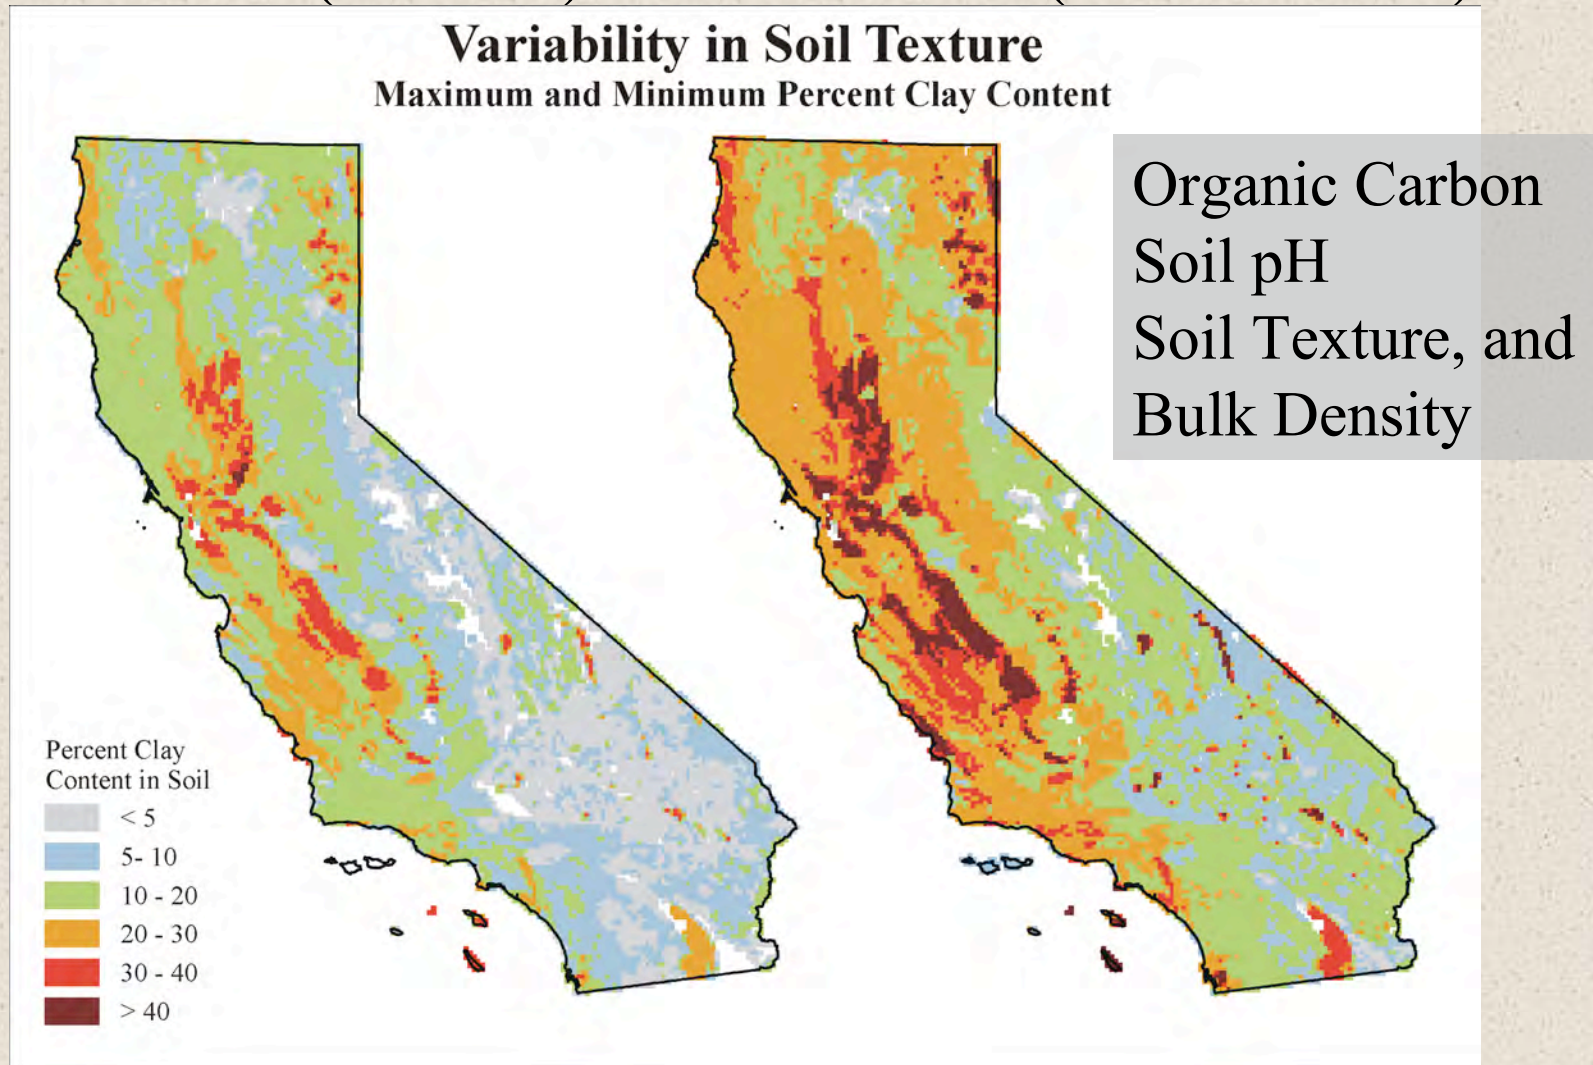 Variability in Soil Texture
Maximum and Minimum Percent Clay Content
Organic Carbon
Soil pH
Soil Texture, and
Bulk Density
Percent Clay
Content in Soil
< 5
5- 10
10 - 20
20 - 30
30 - 40
> 40